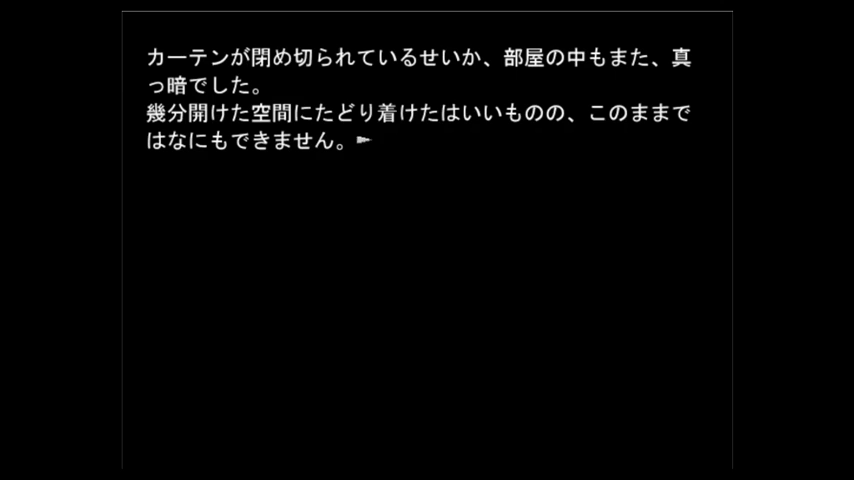 カーテンが閉め切られているせいか、部屋の中もまた、真
っ暗でした。
幾分開けた空間にたどり着けたはいいものの、このままで
はなにもできません。